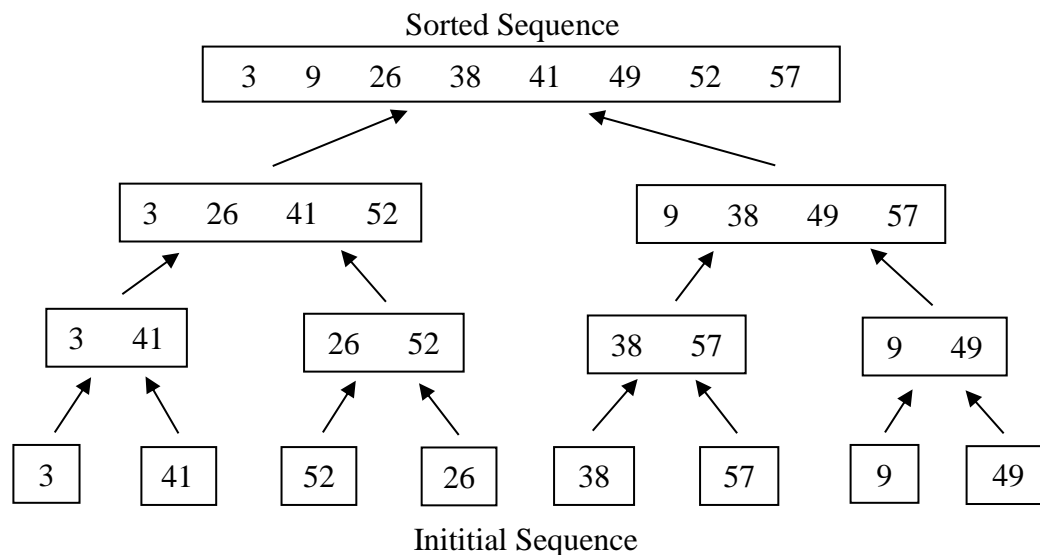 Sorted Sequence
3 9 26 38 41 49 52 57
3 26 41 52 9 38 49 57
3 41 26 52 38 57 9 49
3 41 52 26 38 57 9 49
Inititial Sequence